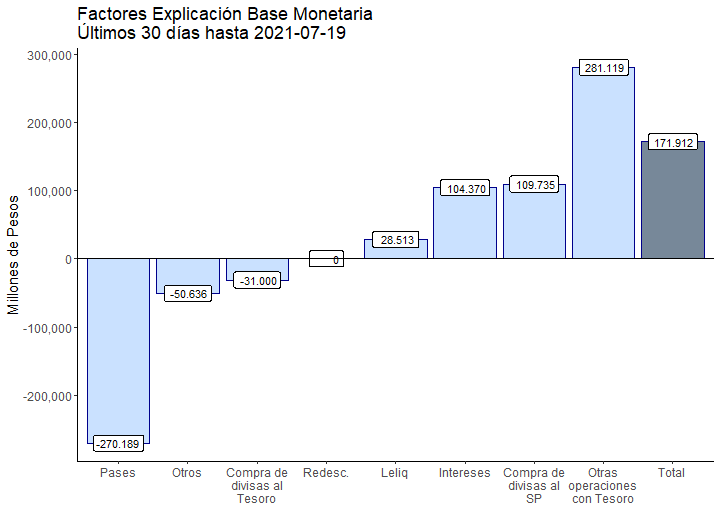 Factores Explicación Base Monetaria
Últimos 30 días hasta 2021-07-19
Millones de Pesos
300,000
200,000
100,000
0
-100,000
-200,000
-270.189
-50.636
-31.000
0
28.513
104.370
109.735
281.119
171.912
Pases
Otros
Compra de
divisas al
Tesoro
Redesc.
Leliq
Intereses
Compra de
divisas al
SP
Otras
operaciones
con Tesoro
Total